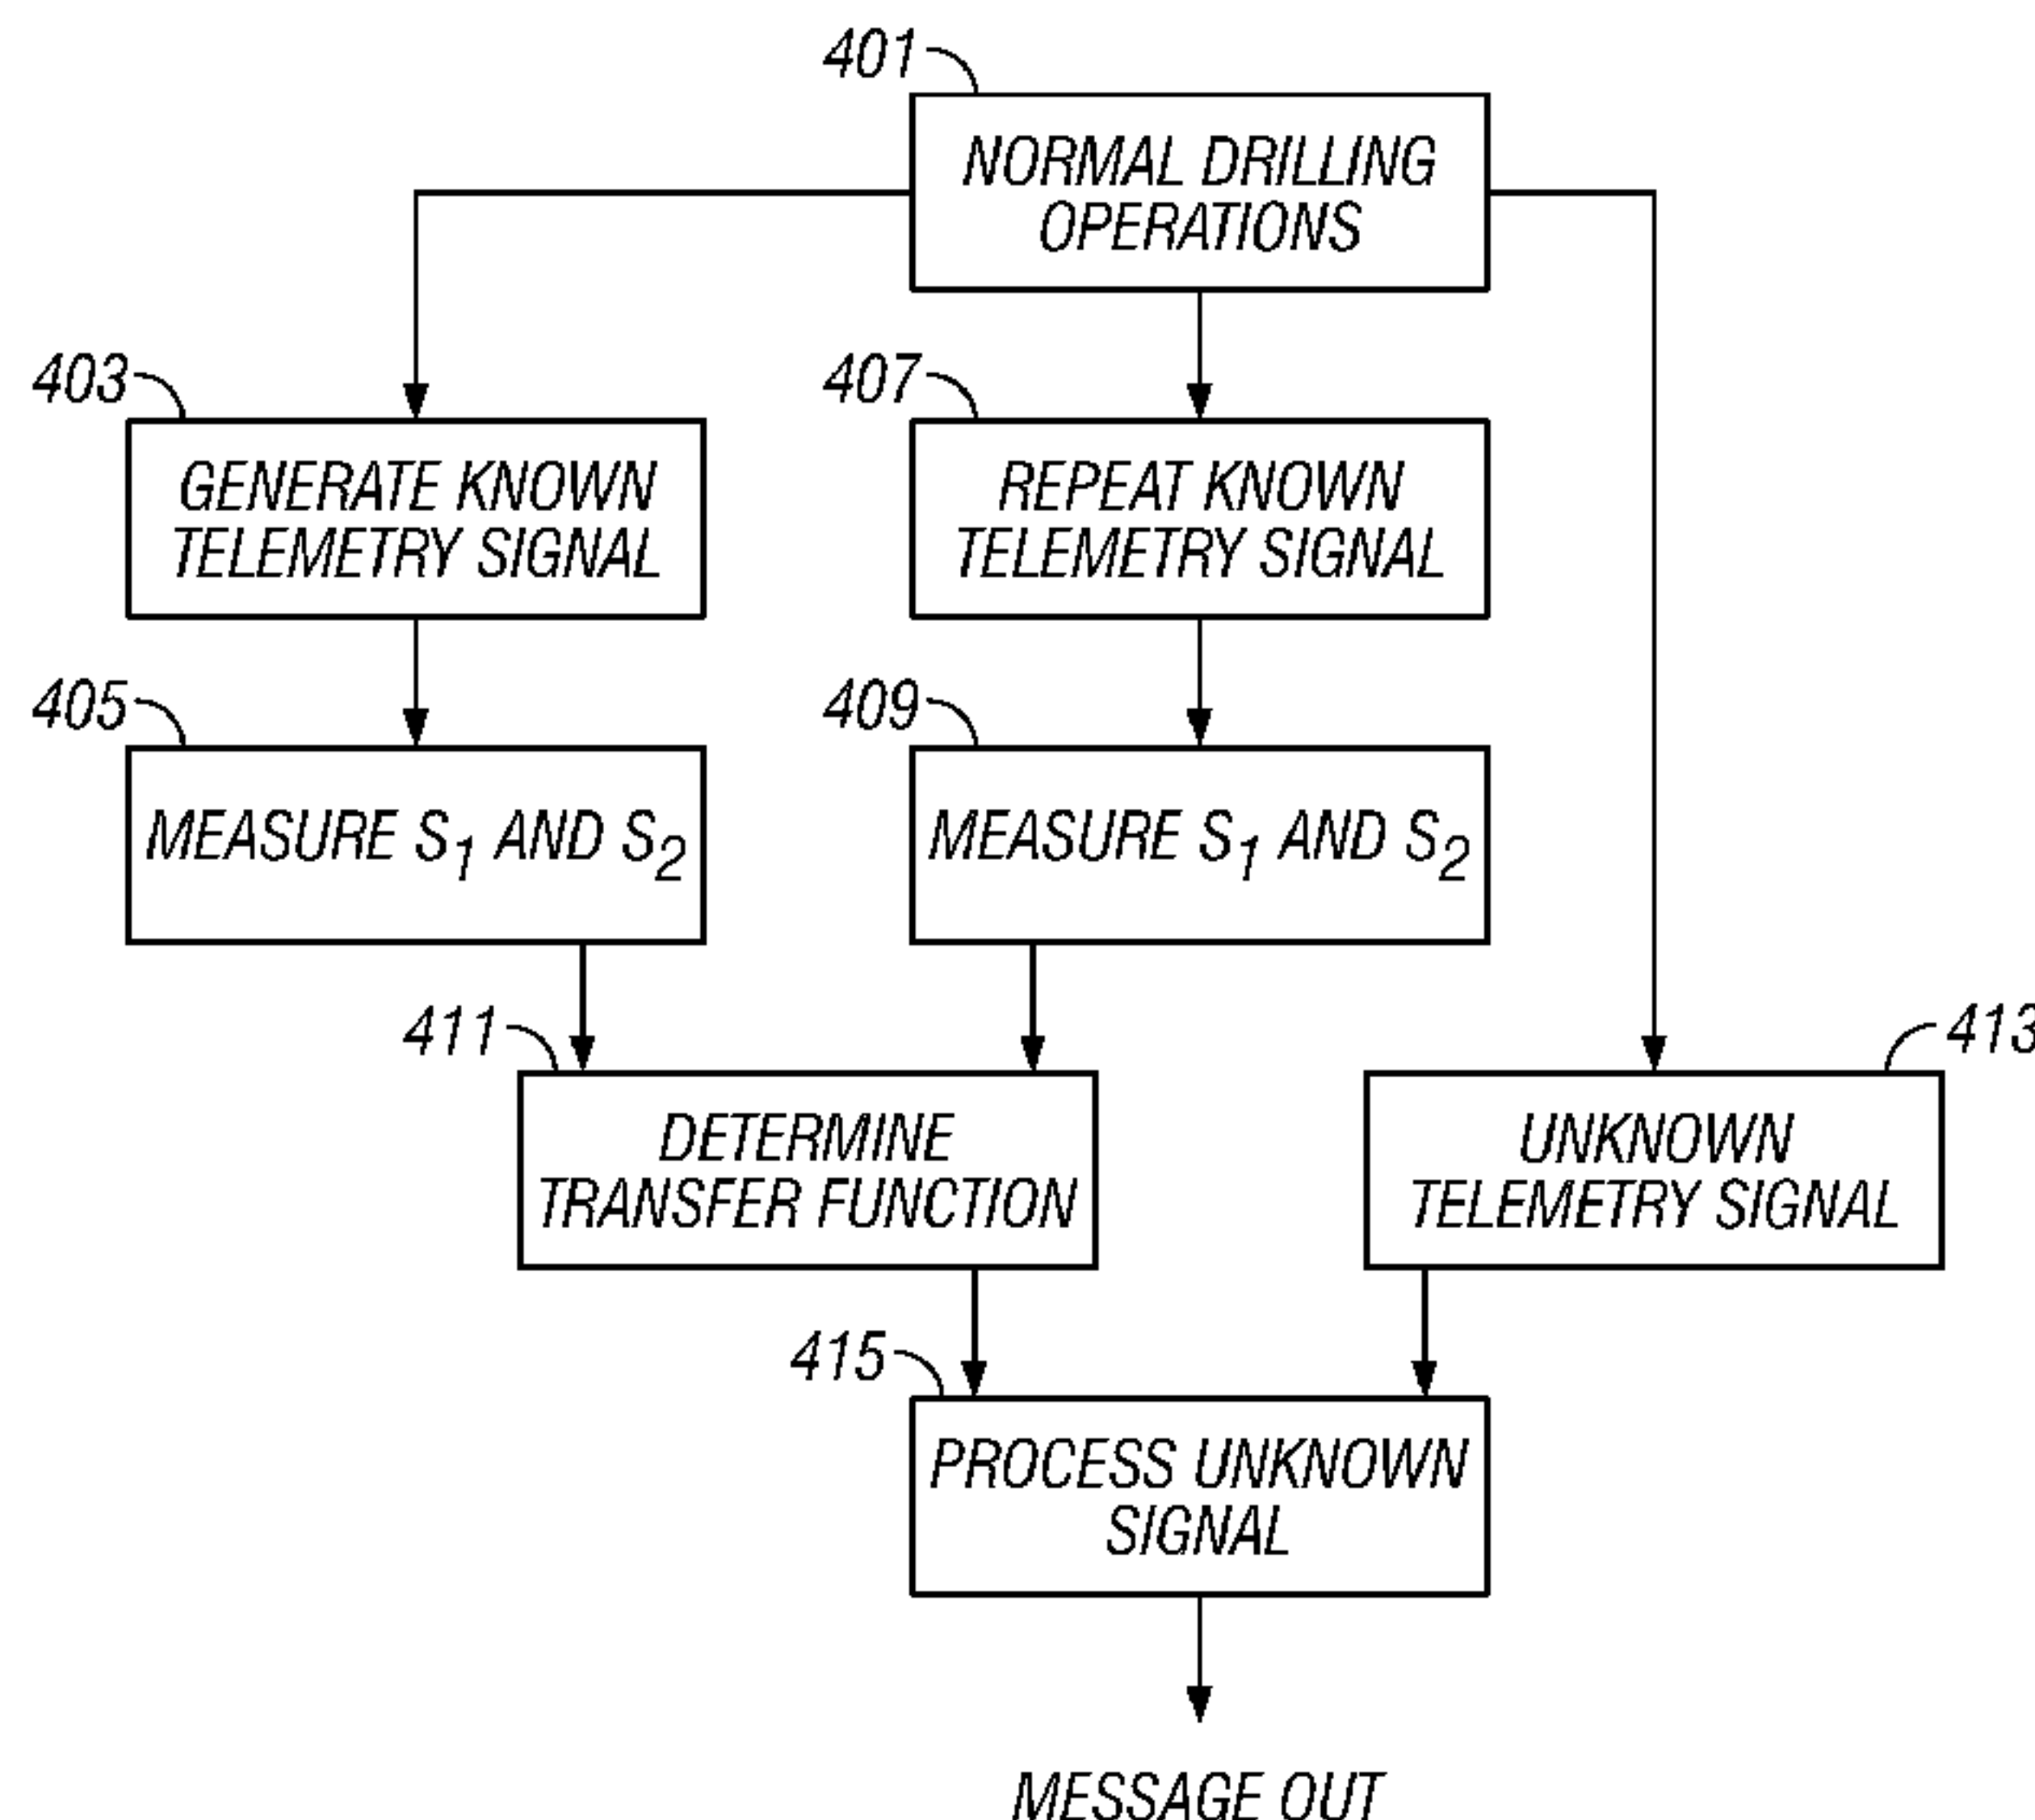 401
NORMAL DRILLING
OPERATIONS
403
GENERATE KNOWN
TELEMETRY SIGNAL
407
REPEAT KNOWN
TELEMETRY SIGNAL
405
MEASURE S1 AND S2
409
MEASURE S1 AND S2
411
DETERMINE
TRANSFER FUNCTION
413
UNKNOWN
TELEMETRY SIGNAL
415
PROCESS UNKNOWN
SIGNAL
MESSAGE OUT